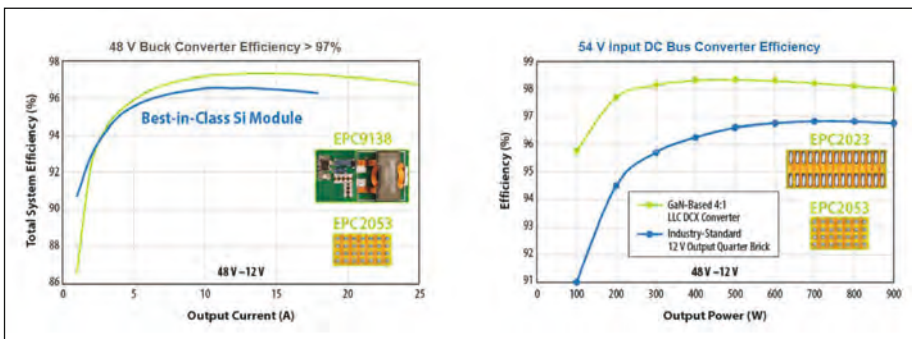 48 V Buck Converter Efficiency > 97%
Total System Efficiency (%)
98
96
94
92
90
88
86
Best-in-Class Si Module
EPC9138
EPC2053
48 V –12 V
0
5
10
15
20
25
Output Current (A)
54 V Input DC Bus Converter Efficiency
Efficiency (%)
99
98
97
96
95
94
93
92
91
EPC2023
GaN-Based 4:1
LLC DCX Converter
Industry-Standard
12 V Output Quarter Brick
EPC2053
48 V –12 V
0
100
200
300
400
500
600
700
800
900
Output Power (W)